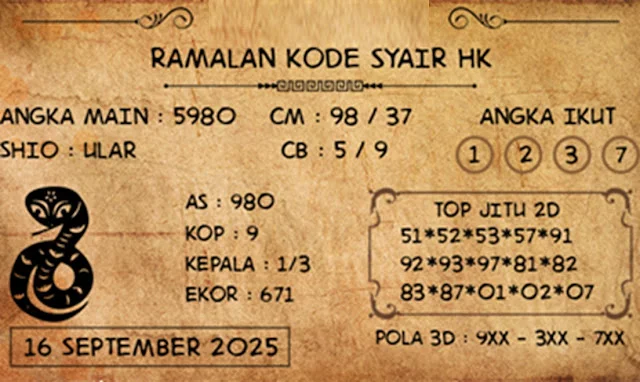 RAMALAN KODE SYAIR HK
ANGKA MAIN : 5980 CM : 98 / 37 ANGKA IKUT
SHIO : ULAR CB : 5 / 9 1 2 3 7
AS : 980
KOP : 9
KEPALA : 1/3
EKOR : 671
TOP JITU 2D
51*52*53*57*91
92*93*97*81*82
83*87*01*02*07
16 SEPTEMBER 2025
POLA 3D : 9XX - 3XX - 7XX